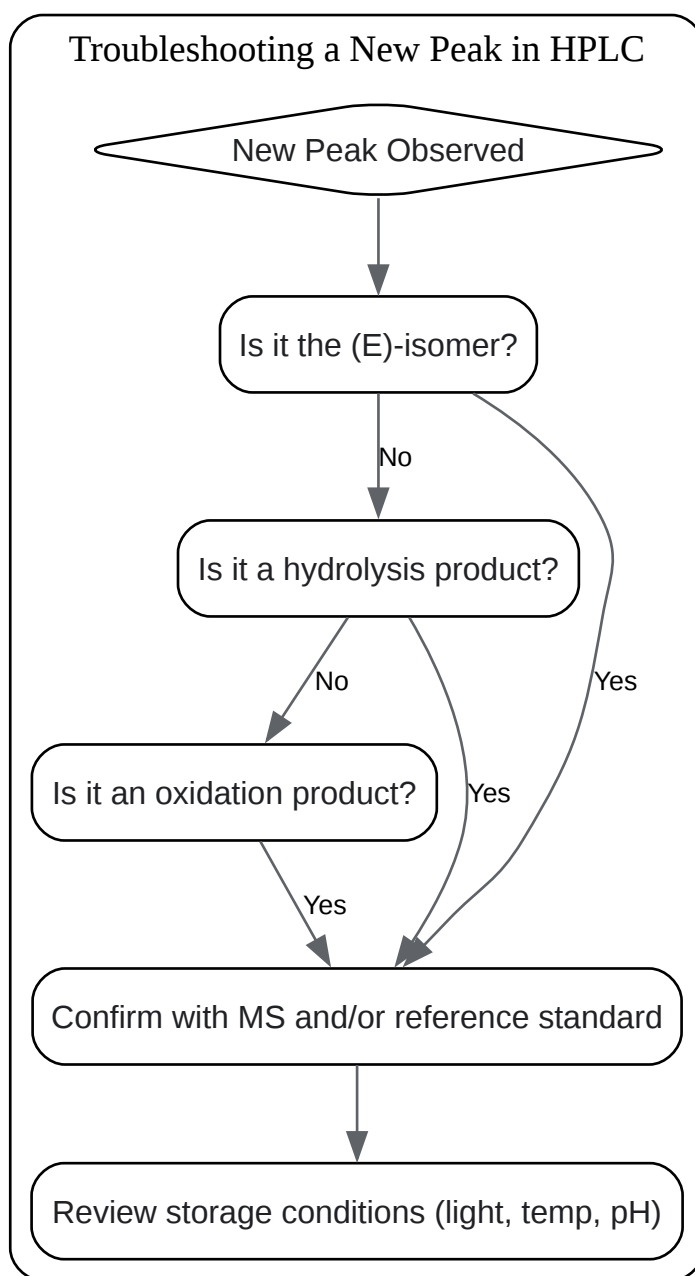 Troubleshooting a New Peak in HPLC
New Peak Observed
Is it the (E)-isomer?
No
Is it a hydrolysis product?
No
Yes
Is it an oxidation product?
Yes
Yes
Confirm with MS and/or reference standard
Review storage conditions (light, temp, pH)